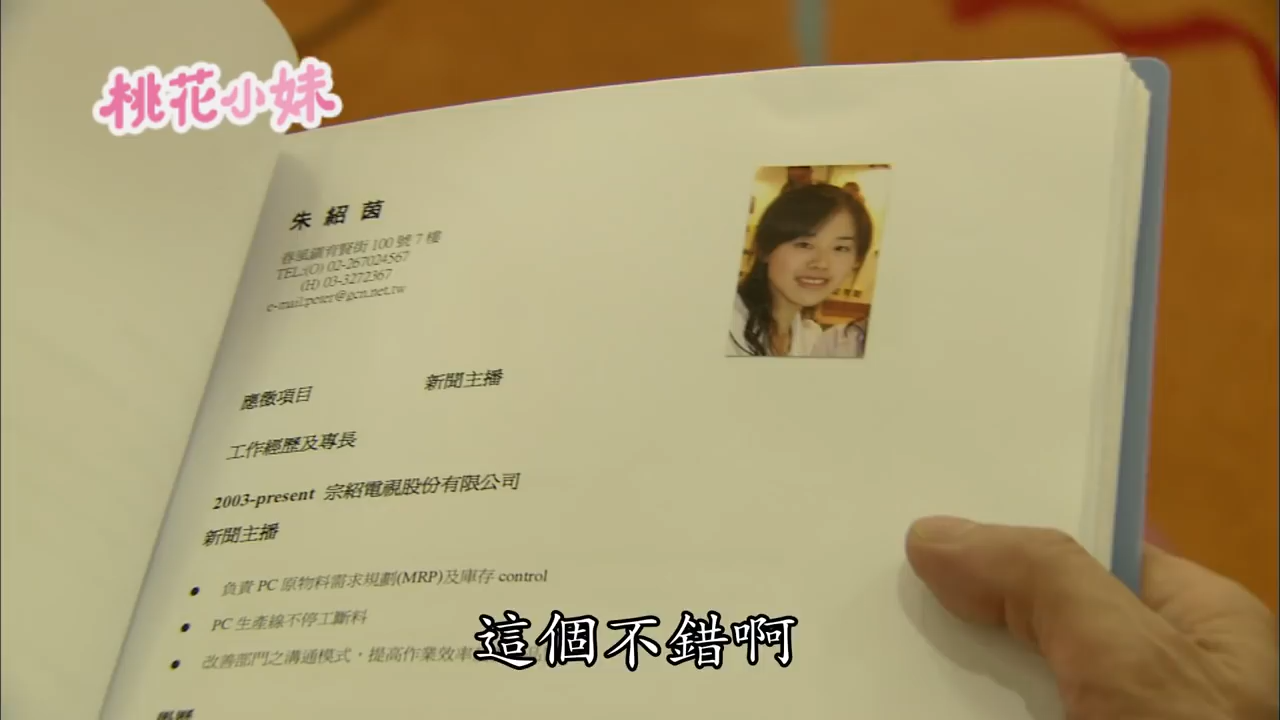 桃花小妹
朱紹茵
春風鎮有賢街 100 號 7 樓
TEL:(O) 02-267024567
(H) 03-3272367
e-mail:peter@gcn.net.tw
應徵項目 新聞主播
工作經歷及專長
2003-present 宗紹電視股份有限公司
新聞主播
• 負責 PC 原物料需求規劃(MRP)及庫存 control
• PC 生產線不停工斷料
• 改善部門之溝通模式，提高作業效率
這個不錯啊